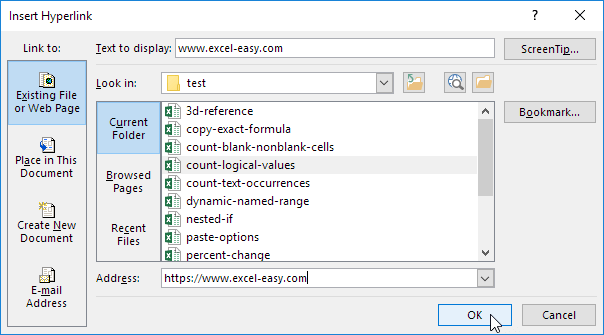 Insert Hyperlink
Link to:
Text to display: www.excel-easy.com
ScreenTip...
Existing File
or Web Page
Place in This
Document
Create New
Document
E-mail
Address
Look in: test
Bookmark...
Current
Folder
Browsed
Pages
Recent
Files
3d-reference
copy-exact-formula
count-blank-nonblank-cells
count-logical-values
count-text-occurrences
dynamic-named-range
nested-if
paste-options
percent-change
Address: https://www.excel-easy.com
OK
Cancel